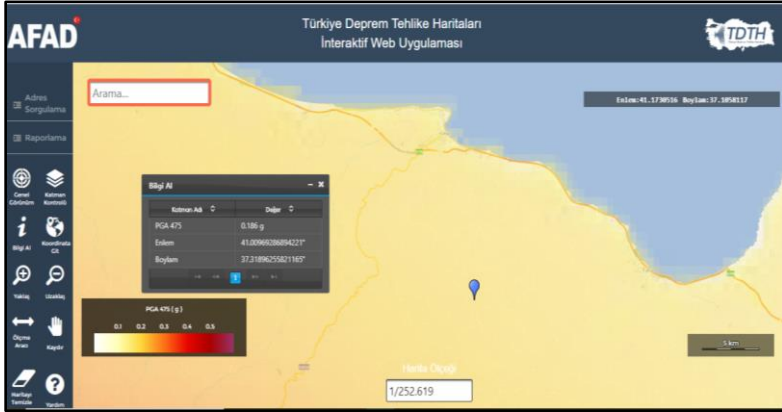 AFAD
Türkiye Deprem Tehlike Haritaları
İnteraktif Web Uygulaması
TDTH
Adres
Sorgulama
Raporlama
Arama...
Enlem:41.1730516 Boylam:37.1058117
Genel
Görünüm
Katman
Kontrolü
Bilgi Al
Koordinata
Git
Yaklaş
Uzaklaş
Ölçme
Aracı
Kaydır
Haritayı
Temizle
Yardım
Bilgi Al
Katman Adı
Değer
PGA 475
0.186 g
Enlem
41.00969206894221°
Boylam
37.31896255821165°
1
PGA 475 ( g )
0.1 0.2 0.3 0.4 0.5
5 km
Harita Ölçeği
1/252.619